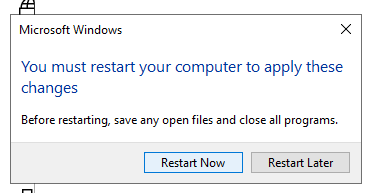 Microsoft Windows
You must restart your computer to apply these
changes
Before restarting, save any open files and close all programs.
Restart Now
Restart Later